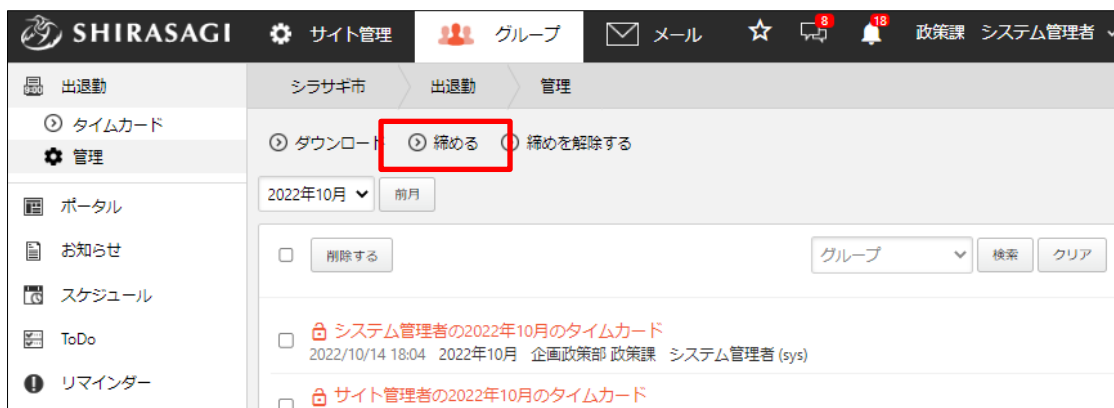 SHIRASAGI サイト管理 グループ メール 8 18 政策課 システム管理者
9:00 出退勤
タイムカード
管理
ポータル
お知らせ
スケジュール
ToDo
リマインダー
シラサギ市 出退勤 管理
ダウンロード 締める 締めを解除する
2022年10月 前月
削除する グループ 検索 クリア
システム管理者の2022年10月のタイムカード
2022/10/14 18:04 2022年10月 企画政策部 政策課 システム管理者 (sys)
サイト管理者の2022年10月のタイムカード